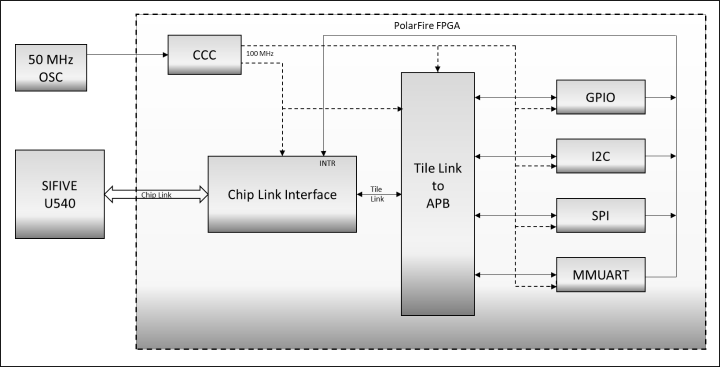 PolarFire FPGA
50 MHz
OSC
CCC
100 MHz
GPIO
I2C
SPI
MMUART
Tile Link
to
APB
INTR
Chip Link Interface
Tile
Link
SIFIVE
U540
Chip Link